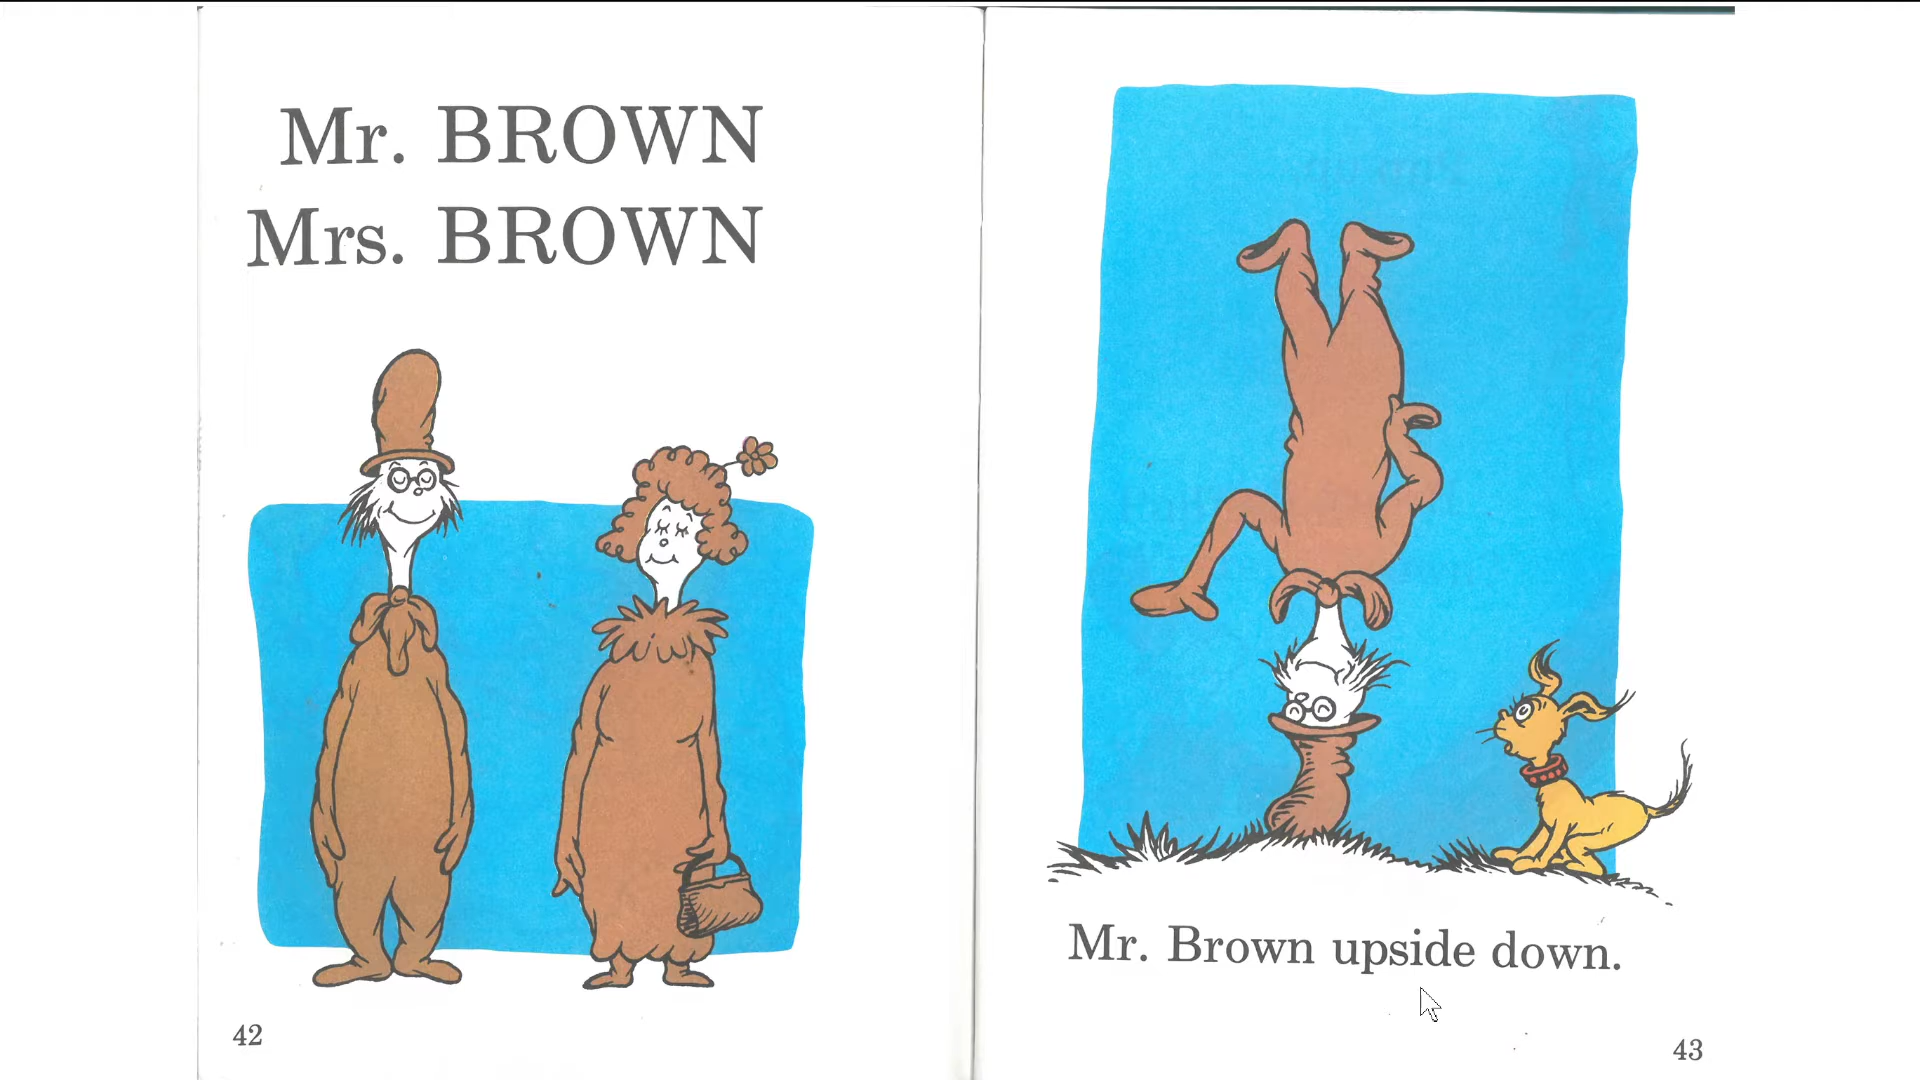 Mr. BROWN
Mrs. BROWN
42
Mr. Brown upside down.
43